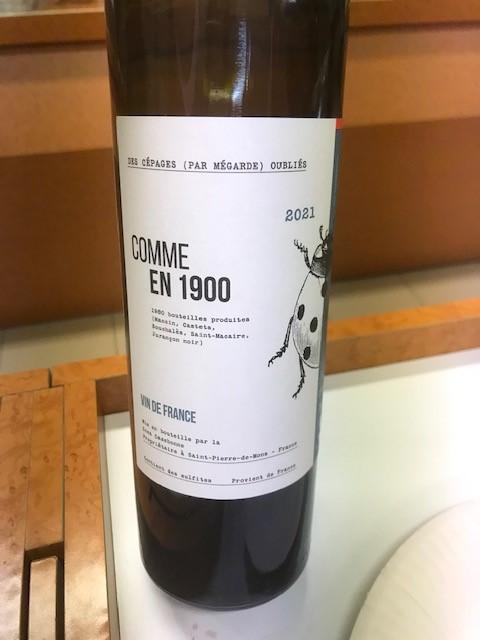 DES CÉPAGES (PAR MÉGARDE) OUBLIÉS
2021
COMME
EN 1900
1980 bouteilles produites
(Mancin, Castets,
Bouchalès, Saint-Macaire,
Jurançon noir)
VIN DE FRANCE
Mis en bouteille par la
Cazebonne
Propriétaire à Saint-Pierre-de-Mons - France
Contient des sulfites Provient de France